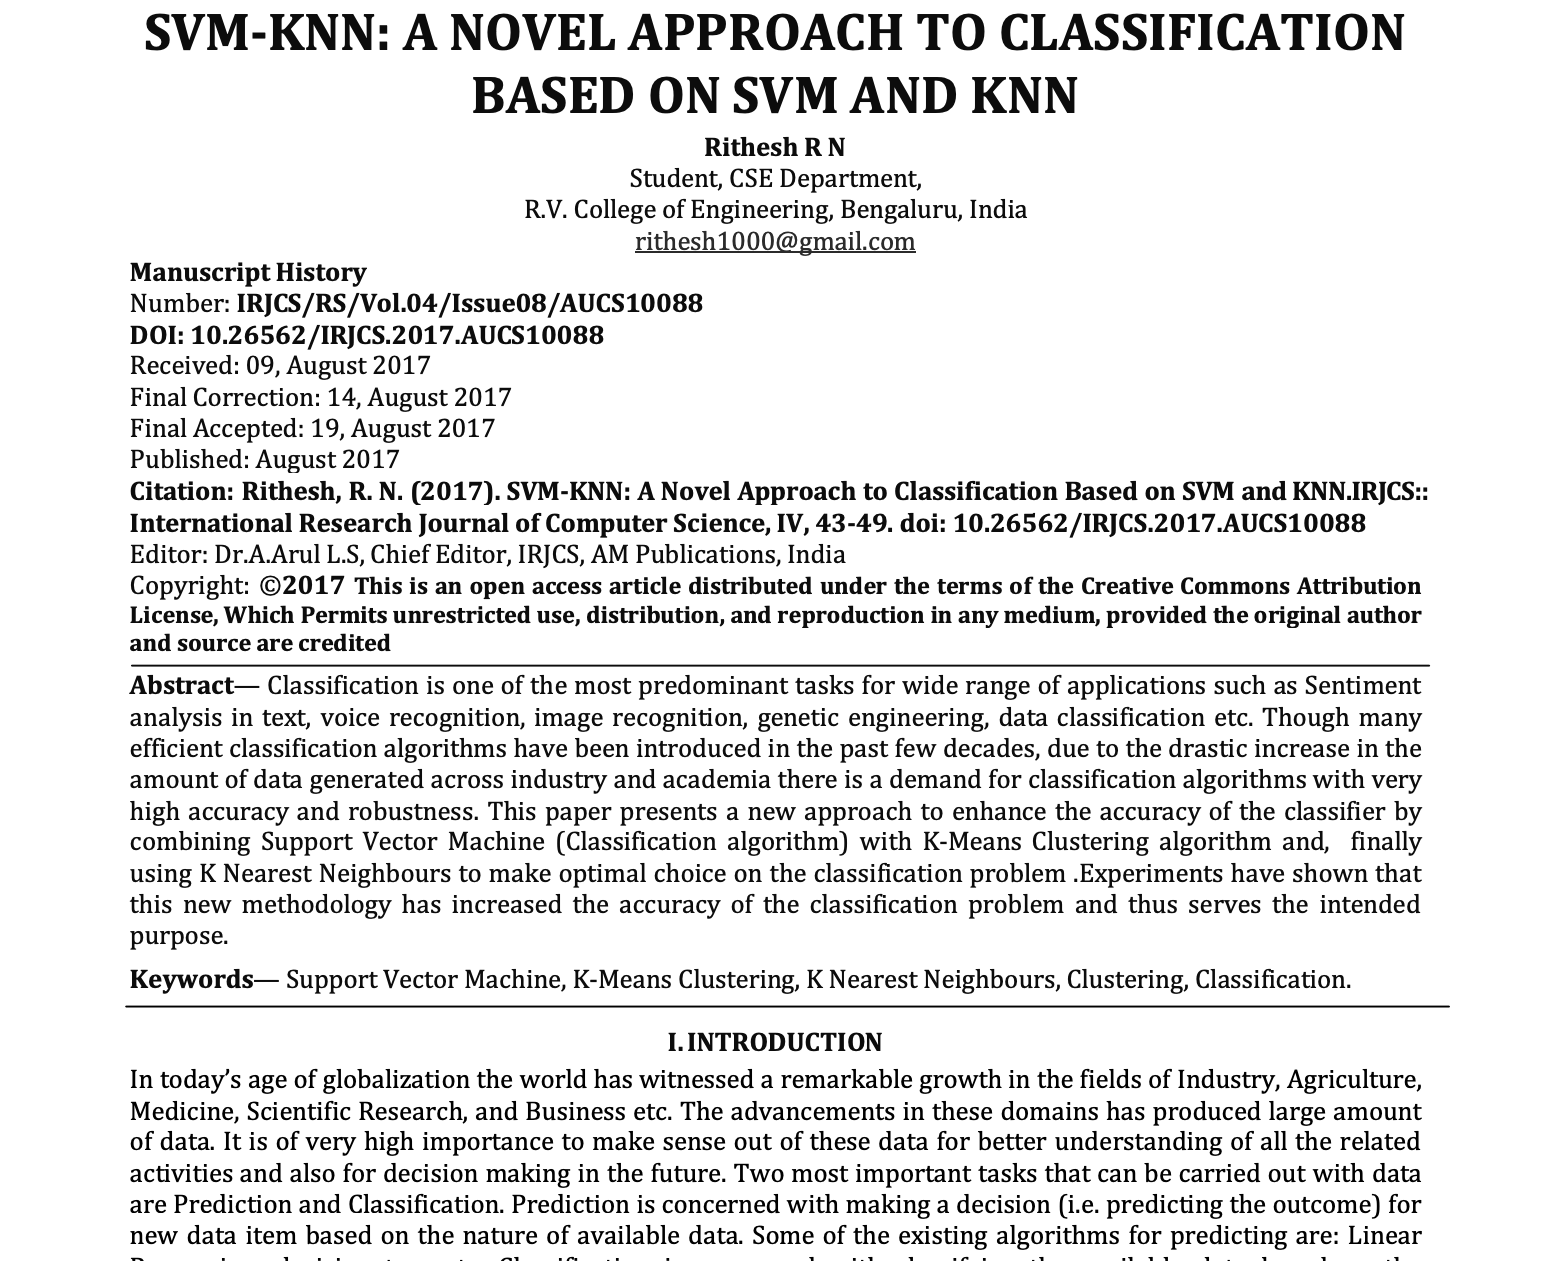 SVM-KNN: A NOVEL APPROACH TO CLASSIFICATION
BASED ON SVM AND KNN
Rithesh R N
Student, CSE Department,
R.V. College of Engineering, Bengaluru, India
rithesh1000@gmail.com
Manuscript History
Number: IRJCS/RS/Vol.04/Issue08/AUCS10088
DOI: 10.26562/IRJCS.2017.AUCS10088
Received: 09, August 2017
Final Correction: 14, August 2017
Final Accepted: 19, August 2017
Published: August 2017
Citation: Rithesh, R. N. (2017). SVM-KNN: A Novel Approach to Classification Based on SVM and KNN.IRJCS::
International Research Journal of Computer Science, IV, 43-49. doi: 10.26562/IRJCS.2017.AUCS10088
Editor: Dr.A.Arul L.S, Chief Editor, IRJCS, AM Publications, India
Copyright: ©2017 This is an open access article distributed under the terms of the Creative Commons Attribution
License, Which Permits unrestricted use, distribution, and reproduction in any medium, provided the original author
and source are credited
Abstract— Classification is one of the most predominant tasks for wide range of applications such as Sentiment
analysis in text, voice recognition, image recognition, genetic engineering, data classification etc. Though many
efficient classification algorithms have been introduced in the past few decades, due to the drastic increase in the
amount of data generated across industry and academia there is a demand for classification algorithms with very
high accuracy and robustness. This paper presents a new approach to enhance the accuracy of the classifier by
combining Support Vector Machine (Classification algorithm) with K-Means Clustering algorithm and, finally
using K Nearest Neighbours to make optimal choice on the classification problem .Experiments have shown that
this new methodology has increased the accuracy of the classification problem and thus serves the intended
purpose.
Keywords— Support Vector Machine, K-Means Clustering, K Nearest Neighbours, Clustering, Classification.
I. INTRODUCTION
In today's age of globalization the world has witnessed a remarkable growth in the fields of Industry, Agriculture,
Medicine, Scientific Research, and Business etc. The advancements in these domains has produced large amount
of data. It is of very high importance to make sense out of these data for better understanding of all the related
activities and also for decision making in the future. Two most important tasks that can be carried out with data
are Prediction and Classification. Prediction is concerned with making a decision (i.e. predicting the outcome) for
new data item based on the nature of available data. Some of the existing algorithms for predicting are: Linear